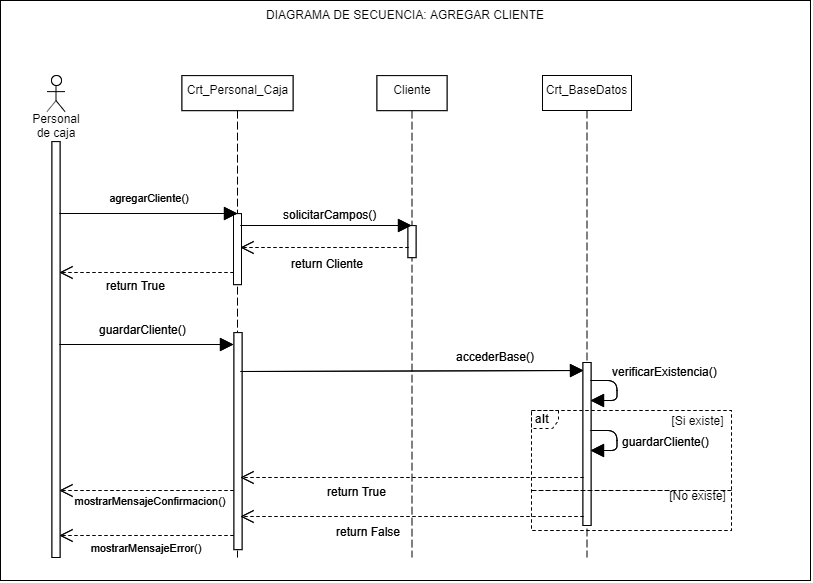 DIAGRAMA DE SECUENCIA: AGREGAR CLIENTE
Personal
de caja
Crt_Personal_Caja
Cliente
Crt_BaseDatos
agregarCliente()
solicitarCampos()
return Cliente
return True
guardarCliente()
accederBase()
verificarExistencia()
alt
[Si existe]
guardarCliente()
return True
[No existe]
mostrarMensajeConfirmacion()
return False
mostrarMensajeError()